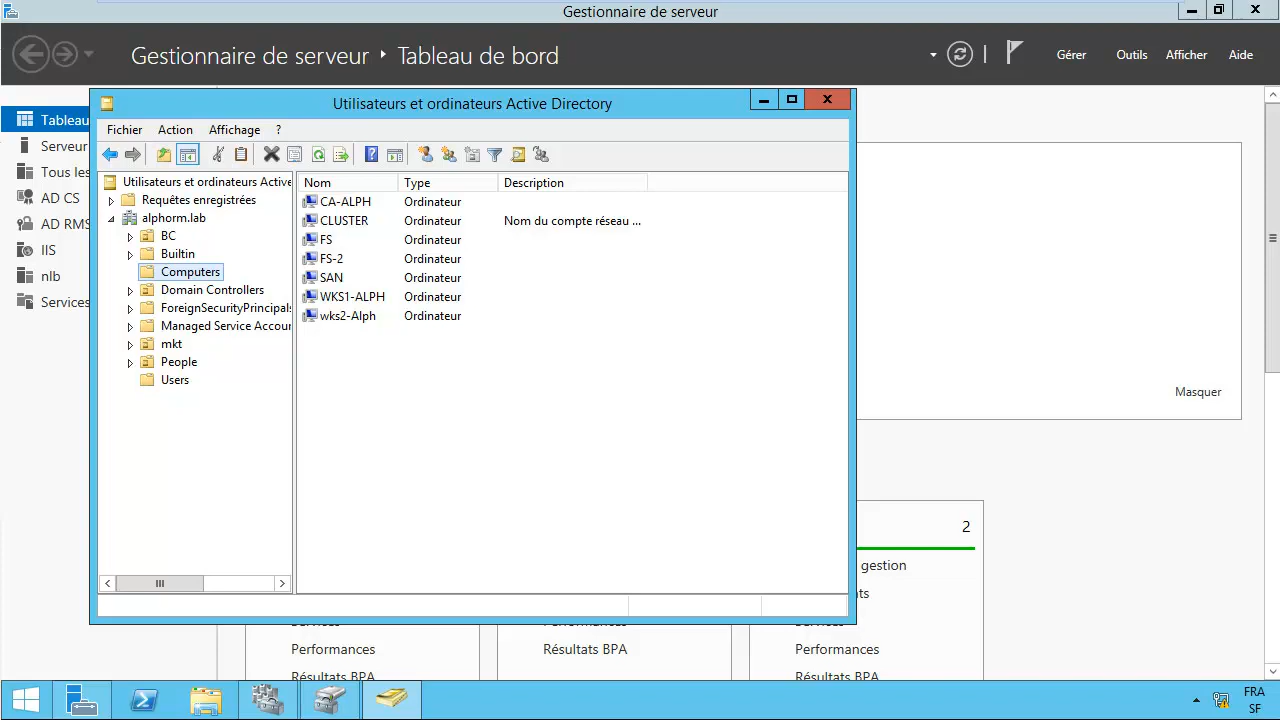 Gestionnaire de serveur
Gestionnaire de serveur ‣ Tableau de bord
Gérer Outils Afficher Aide
Tableau
Serveur
Tous les
AD CS
AD RMS
IIS
nlb
Services
Utilisateurs et ordinateurs Active Directory
Fichier Action Affichage ?
Utilisateurs et ordinateurs Active
Requêtes enregistrées
alphorm.lab
BC
Builtin
Computers
Domain Controllers
ForeignSecurityPrincipals
Managed Service Accou
mkt
People
Users
Nom Type Description
CA-ALPH Ordinateur
CLUSTER Ordinateur Nom du compte réseau ...
FS Ordinateur
FS-2 Ordinateur
SAN Ordinateur
WKS1-ALPH Ordinateur
wks2-Alph Ordinateur
Masquer
2
gestion
ts
Performances
Résultats BPA
Résultats BPA
Performances
Résultats BPA
FRA
SF